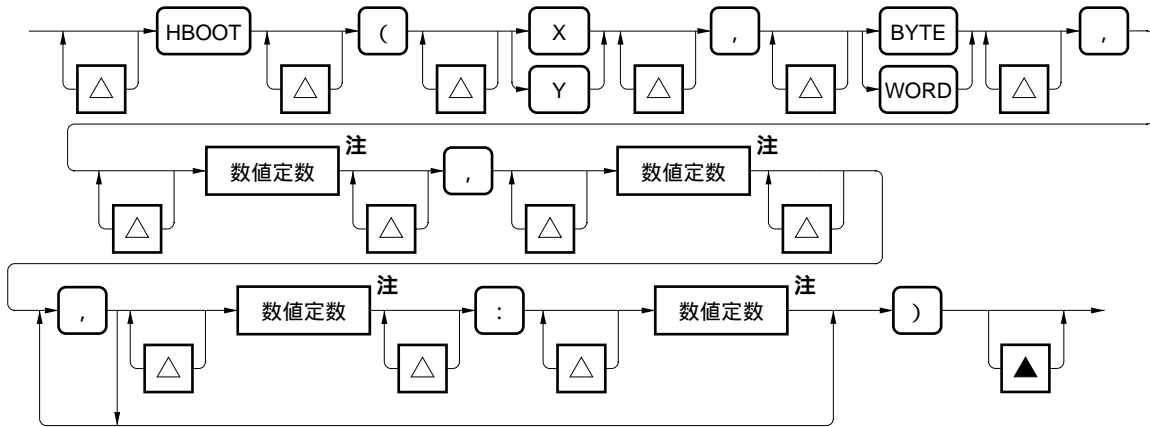 △ HBOOT △ ( △ X Y △ , △ BYTE WORD △ ,
△ 数値定数 注 △ , △ 数値定数 注 △
, △ 数値定数 注 △ : △ 数値定数 注 ) ▲